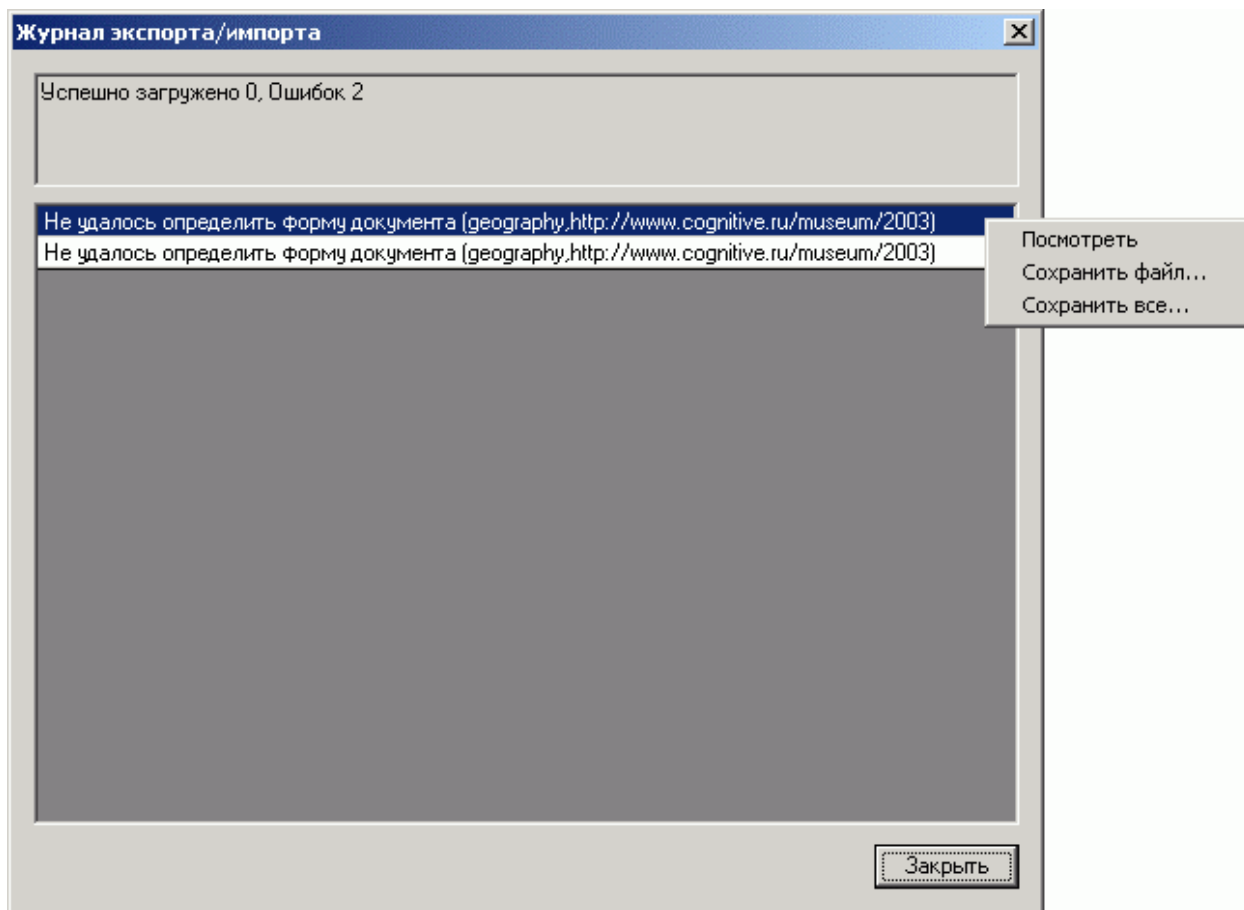 Журнал экспорта/импорта
Успешно загружено 0, Ошибок 2
Не удалось определить форму документа (geography,http://www.cognitive.ru/museum/2003)
Не удалось определить форму документа (geography,http://www.cognitive.ru/museum/2003)
Посмотреть
Сохранить файл...
Сохранить все...
Закрыть